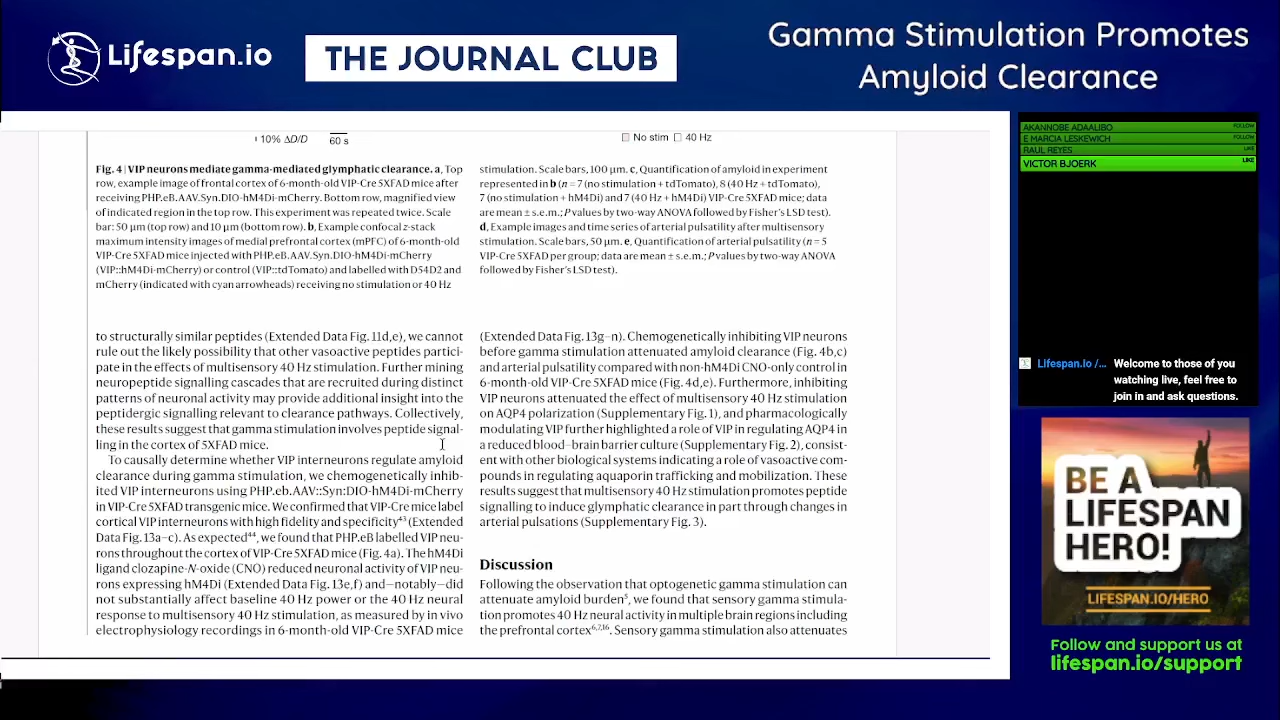 Lifespan.io
THE JOURNAL CLUB
Gamma Stimulation Promotes
Amyloid Clearance
10% ΔD/D
60 s
No stim 40 Hz
Fig. 4 | VIP neurons mediate gamma-mediated glymphatic clearance. a, Top
row, example image of frontal cortex of 6-month-old VIP-Cre 5XFAD mice after
receiving PHP.eB.AAV.Syn.DIO-hM4Di-mCherry. Bottom row, magnified view
of indicated region in the top row. This experiment was repeated twice. Scale
bar: 50 μm (top row) and 10 μm (bottom row). b, Example confocal z-stack
maximum intensity images of medial prefrontal cortex (mPFC) of 6-month-old
VIP-Cre 5XFAD mice injected with PHP.eB.AAV.Syn.DIO-hM4Di-mCherry
(VIP::hM4Di-mCherry) or control (VIP::tdTomato) and labelled with D54D2 and
mCherry (indicated with cyan arrowheads) receiving no stimulation or 40 Hz
stimulation. Scale bars, 100 μm. c, Quantification of amyloid in experiment
represented in b (n = 7 (no stimulation + tdTomato), 8 (40 Hz + tdTomato),
7 (no stimulation + hM4Di) and 7 (40 Hz + hM4Di) VIP-Cre 5XFAD mice; data
are mean ± s.e.m.; P values by two-way ANOVA followed by Fisher's LSD test).
d, Example images and time series of arterial pulsatility after multisensory
stimulation. Scale bars, 50 μm. e, Quantification of arterial pulsatility (n = 5
VIP-Cre 5XFAD per group; data are mean ± s.e.m.; P values by two-way ANOVA
followed by Fisher's LSD test).
to structurally similar peptides (Extended Data Fig. 11d,e), we cannot
rule out the likely possibility that other vasoactive peptides partici-
pate in the effects of multisensory 40 Hz stimulation. Further mining
neuropeptide signalling cascades that are recruited during distinct
patterns of neuronal activity may provide additional insight into the
peptidergic signalling relevant to clearance pathways. Collectively,
these results suggest that gamma stimulation involves peptide signal-
ling in the cortex of 5XFAD mice.
To causally determine whether VIP interneurons regulate amyloid
clearance during gamma stimulation, we chemogenetically inhib-
ited VIP interneurons using PHP.eb.AAV::Syn:DIO-hM4Di-mCherry
in VIP-Cre 5XFAD transgenic mice. We confirmed that VIP-Cre mice label
cortical VIP interneurons with high fidelity and specificity43 (Extended
Data Fig. 13a–c). As expected44, we found that PHP.eB labelled VIP neu-
rons throughout the cortex of VIP-Cre 5XFAD mice (Fig. 4a). The hM4Di
ligand clozapine-N-oxide (CNO) reduced neuronal activity of VIP neu-
rons expressing hM4Di (Extended Data Fig. 13e,f) and—notably—did
not substantially affect baseline 40 Hz power or the 40 Hz neural
response to multisensory 40 Hz stimulation, as measured by in vivo
electrophysiology recordings in 6-month-old VIP-Cre 5XFAD mice
(Extended Data Fig. 13g–n). Chemogenetically inhibiting VIP neurons
before gamma stimulation attenuated amyloid clearance (Fig. 4b,c)
and arterial pulsatility compared with non-hM4Di CNO-only control in
6-month-old VIP-Cre 5XFAD mice (Fig. 4d,e). Furthermore, inhibiting
VIP neurons attenuated the effect of multisensory 40 Hz stimulation
on AQP4 polarization (Supplementary Fig. 1), and pharmacologically
modulating VIP further highlighted a role of VIP in regulating AQP4 in
a reduced blood–brain barrier culture (Supplementary Fig. 2), consist-
ent with other biological systems indicating a role of vasoactive com-
pounds in regulating aquaporin trafficking and mobilization. These
results suggest that multisensory 40 Hz stimulation promotes peptide
signalling to induce glymphatic clearance in part through changes in
arterial pulsations (Supplementary Fig. 3).
Discussion
Following the observation that optogenetic gamma stimulation can
attenuate amyloid burden5, we found that sensory gamma stimula-
tion promotes 40 Hz neural activity in multiple brain regions including
the prefrontal cortex6,7,16. Sensory gamma stimulation also attenuates
AKANNOBE ADAALIBO FOLLOW
E MARCIA LESKEWICH FOLLOW
RAUL REYES LIKE
VICTOR BJOERK LIKE
Lifespan.io /... Welcome to those of you
watching live, feel free to
join in and ask questions.
BE A
LIFESPAN
HERO!
LIFESPAN.IO/HERO
Follow and support us at
lifespan.io/support